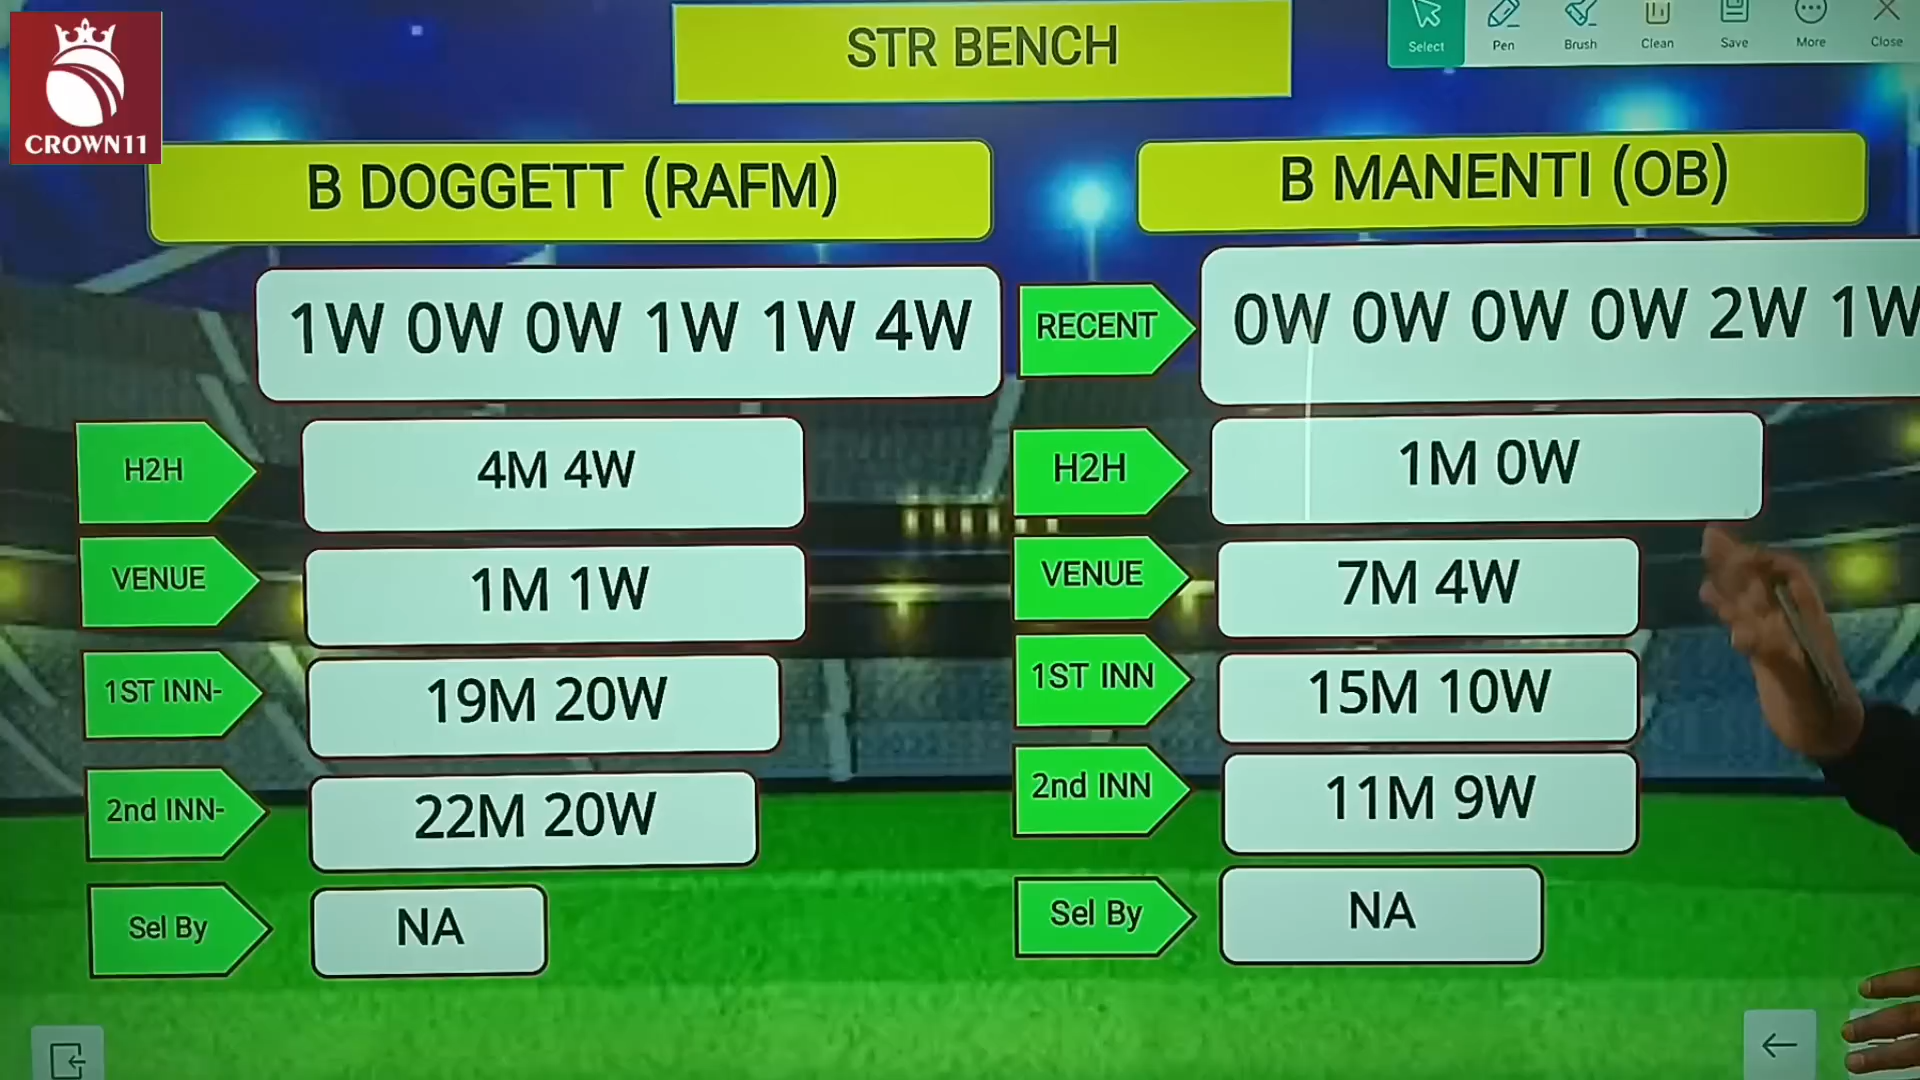 CROWN11
STR BENCH
Select
Pen
Brush
Clean
Save
More
Close
B DOGGETT (RAFM)
1W 0W 0W 1W 1W 4W
H2H
4M 4W
VENUE
1M 1W
1ST INN-
19M 20W
2nd INN-
22M 20W
Sel By
NA
B MANENTI (OB)
RECENT
0W 0W 0W 0W 2W 1W
H2H
1M 0W
VENUE
7M 4W
1ST INN
15M 10W
2nd INN
11M 9W
Sel By
NA